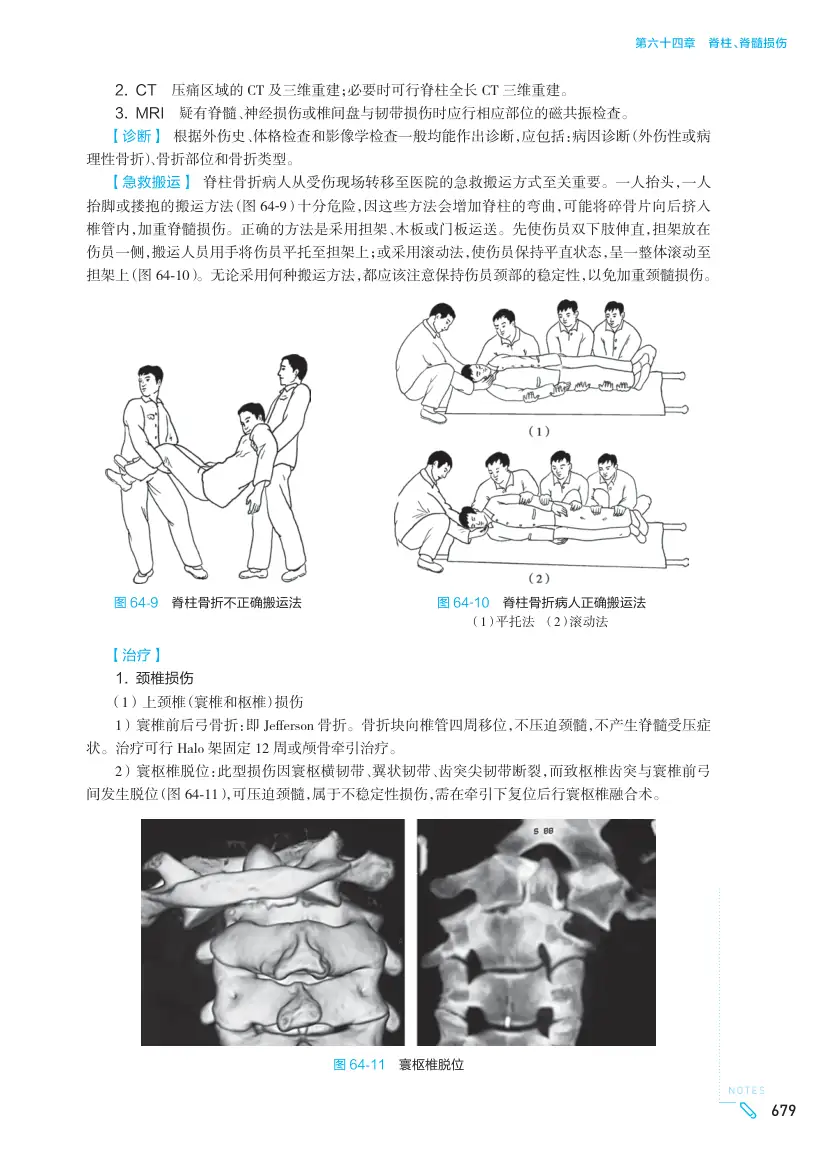 第六十四章 脊柱、脊髓损伤
2. CT 压痛区域的 CT 及三维重建;必要时可行脊柱全长 CT 三维重建。
3. MRI 疑有脊髓、神经损伤或椎间盘与韧带损伤时应行相应部位的磁共振检查。
【诊断】 根据外伤史、体格检查和影像学检查一般均能作出诊断,应包括:病因诊断(外伤性或病
理性骨折)、骨折部位和骨折类型。
【急救搬运】 脊柱骨折病人从受伤现场转移至医院的急救搬运方式至关重要。一人抬头,一人
抬脚或搂抱的搬运方法(图 64-9)十分危险,因这些方法会增加脊柱的弯曲,可能将碎骨片向后挤入
椎管内,加重脊髓损伤。正确的方法是采用担架、木板或门板运送。先使伤员双下肢伸直,担架放在
伤员一侧,搬运人员用手将伤员平托至担架上;或采用滚动法,使伤员保持平直状态,呈一整体滚动至
担架上(图 64-10)。无论采用何种搬运方法,都应该注意保持伤员颈部的稳定性,以免加重颈髓损伤。
(1)
(2)
图 64-9 脊柱骨折不正确搬运法
图 64-10 脊柱骨折病人正确搬运法
(1)平托法 (2)滚动法
【治疗】
1. 颈椎损伤
(1)上颈椎(寰椎和枢椎)损伤
1)寰椎前后弓骨折:即 Jefferson 骨折。骨折块向椎管四周移位,不压迫颈髓,不产生脊髓受压症
状。治疗可行 Halo 架固定 12 周或颅骨牵引治疗。
2)寰枢椎脱位:此型损伤因寰枢横韧带、翼状韧带、齿突尖韧带断裂,而致枢椎齿突与寰椎前弓
间发生脱位(图 64-11),可压迫颈髓,属于不稳定性损伤,需在牵引下复位后行寰枢椎融合术。
S 88
图 64-11 寰枢椎脱位
NOTES
679